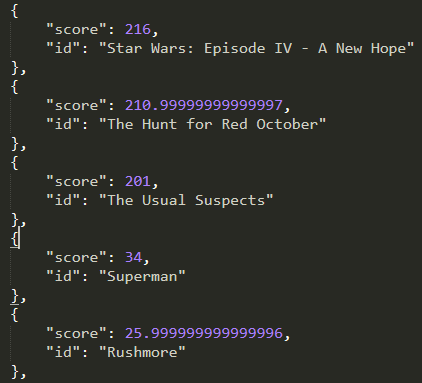 {
"score": 216,
"id": "Star Wars: Episode IV - A New Hope"
},
{
"score": 210.99999999999997,
"id": "The Hunt for Red October"
},
{
"score": 201,
"id": "The Usual Suspects"
},
{
"score": 34,
"id": "Superman"
},
{
"score": 25.999999999999996,
"id": "Rushmore"
},